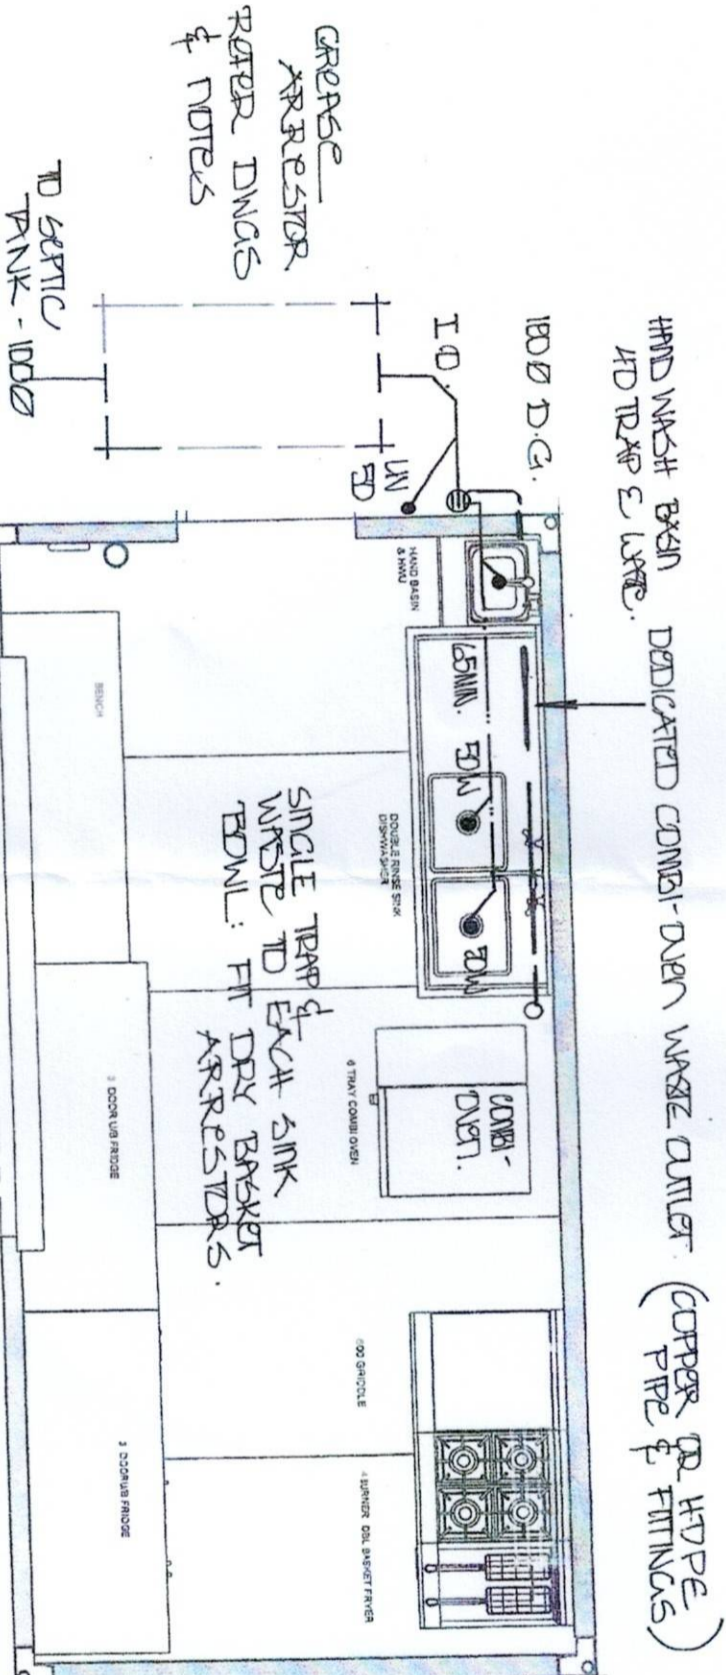 HAND WASH BASIN
40 TRAP & WASTE.
DEDICATED COMBI-OVEN WASTE OUTLET.
(COPPER OR HDPE
PIPE & FITTINGS)
100Ø D.G.
I.O.
UV
50
GREASE
ARRESTOR
REFER DWGS
& NOTES
TO SEPTIC
TANK - 100Ø
HAND BASIN
& HWU
65MIN.
50W
50W
DOUBLE RINSE SINK
DISHWASHER
SINGLE TRAP &
WASTE TO EACH SINK
BOWL: FIT DRY BASKET
ARRESTORS.
COMBI-
OVEN.
6 TRAY COMBI OVEN
600 GRIDDLE
4 BURNER DBL BASKET FRYER
BENCH
DOOR U/B FRIDGE
DOOR U/B FRIDGE